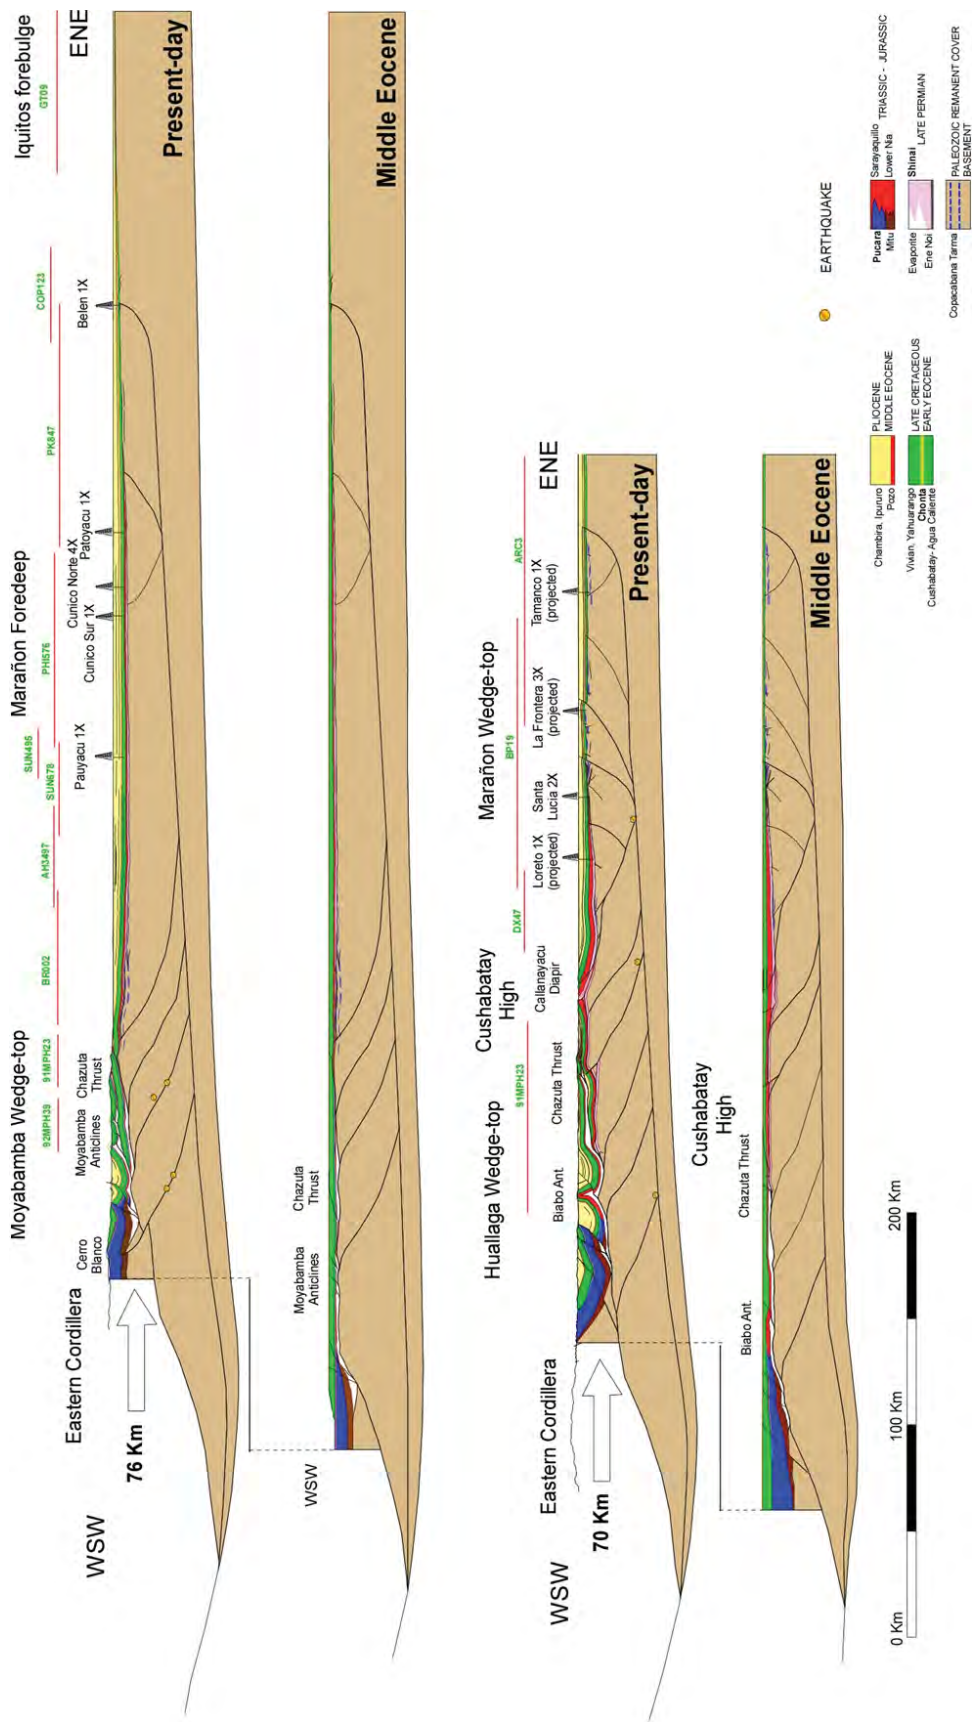 Moyabamba Wedge-top
Marañon Foredeep
Iquitos forebulge
92MPH39
91MPH23
BR002
AH3497
SUN678
SUN495
PHI576
PK847
COP123
GT09
WSW
Eastern Cordillera
Cerro
Blanco
Moyabamba
Anticlines
Chazuta
Thrust
Pauyacu 1X
Cunico Sur 1X
Cunico Norte 4X
Patoyacu 1X
Belen 1X
ENE
76 Km
Present-day
WSW
Moyabamba
Anticlines
Chazuta
Thrust
Middle Eocene
Huallaga Wedge-top
Cushabatay
High
Marañon Wedge-top
91MPH23
DX47
BP19
ARC3
WSW
Eastern Cordillera
Biabo Ant.
Chazuta Thrust
Callanayacu
Diapir
Loreto 1X
(projected)
Santa
Lucia 2X
La Frontera 3X
(projected)
Tamanco 1X
(projected)
ENE
70 Km
Present-day
Cushabatay
High
Biabo Ant.
Chazuta Thrust
Middle Eocene
0 Km
100 Km
200 Km
EARTHQUAKE
Chambira, Ipururo
Pozo
PLIOCENE
MIDDLE EOCENE
Vivian, Yahuarango
Chonta
Cushabatay- Agua Caliente
LATE CRETACEOUS
EARLY EOCENE
Pucara
Mitu
Sarayaquillo
Lower Nia
TRIASSIC - JURASSIC
Evaporite
Ene Noi
Shinai
LATE PERMIAN
Copacabana Tarma
PALEOZOIC REMANENT COVER
BASEMENT